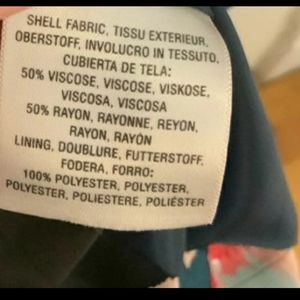 SHELL FABRIC, TISSU EXTERIEUR,
OBERSTOFF, INVOLUCRO IN TESSUTO,
CUBIERTA DE TELA:
50% VISCOSE, VISCOSE, VISKOSE,
VISCOSA, VISCOSA
50% RAYON, RAYONNE, REYON,
RAYON, RAYÓN
LINING, DOUBLURE, FUTTERSTOFF,
FODERA, FORRO:
100% POLYESTER, POLYESTER,
POLYESTER, POLIESTERE, POLIÉSTER